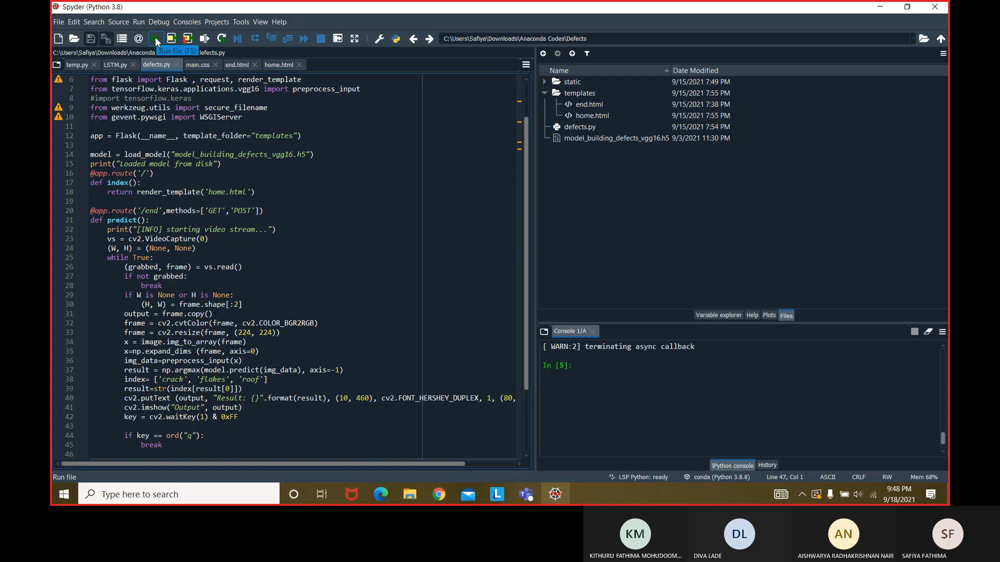 Spyder (Python 3.8)
File Edit Search Source Run Debug Consoles Projects Tools View Help
C:\Users\Safiya\Downloads\Anaconda Codes\Defects
C:\Users\Safiya\Downloads\Anaconda
Run file (F5)
defects.py
temp.py LSTM.py defects.py main.css end.html home.html
6 from flask import Flask , request, render_template
7 from tensorflow.keras.applications.vgg16 import preprocess_input
8 #import tensorflow.keras
9 from werkzeug.utils import secure_filename
10 from gevent.pywsgi import WSGIServer
11
12 app = Flask(__name__, template_folder="templates")
13
14 model = load_model("model_building_defects_vgg16.h5")
15 print("Loaded model from disk")
16 @app.route('/')
17 def index():
18 return render_template('home.html')
19
20 @app.route('/end',methods=['GET','POST'])
21 def predict():
22 print("[INFO] starting video stream...")
23 vs = cv2.VideoCapture(0)
24 (W, H) = (None, None)
25 while True:
26 (grabbed, frame) = vs.read()
27 if not grabbed:
28 break
29 if W is None or H is None:
30 (H, W) = frame.shape[:2]
31 output = frame.copy()
32 frame = cv2.cvtColor(frame, cv2.COLOR_BGR2RGB)
33 frame = cv2.resize(frame, (224, 224))
34 x = image.img_to_array(frame)
35 x=np.expand_dims (frame, axis=0)
36 img_data=preprocess_input(x)
37 result = np.argmax(model.predict(img_data), axis=-1)
38 index= ['crack', 'flakes', 'roof']
39 result=str(index[result[0]])
40 cv2.putText (output, "Result: {}".format(result), (10, 460), cv2.FONT_HERSHEY_DUPLEX, 1, (80,
41 cv2.imshow("Output", output)
42 key = cv2.waitKey(1) & 0xFF
43
44 if key == ord("q"):
45 break
46
Name Date Modified
static 9/15/2021 7:49 PM
templates 9/15/2021 7:55 PM
end.html 9/15/2021 7:38 PM
home.html 9/15/2021 7:55 PM
defects.py 9/15/2021 7:54 PM
model_building_defects_vgg16.h5 9/3/2021 11:30 PM
Variable explorer Help Plots Files
Console 1/A
[ WARN:2] terminating async callback
In [5]:
IPython console History
Run file LSP Python: ready conda (Python 3.8.8) Line 47, Col 1 ASCII CRLF RW Mem 68%
Type here to search
9:48 PM
9/18/2021
KM DL AN SF
KITHURU FATHIMA MOHUDOOM... DIVA LADE AISHWARYA RADHAKRISHNAN NAIR SAFIYA FATHIMA